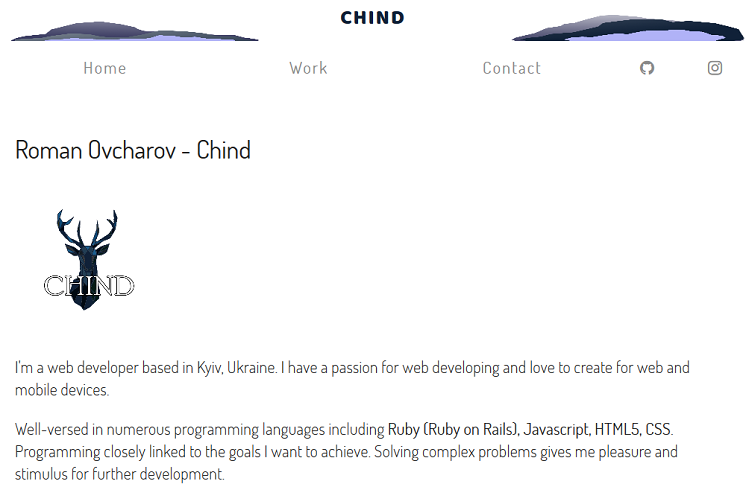 CHIND
Home Work Contact
Roman Ovcharov - Chind
CHIND
I'm a web developer based in Kyiv, Ukraine. I have a passion for web developing and love to create for web and
mobile devices.
Well-versed in numerous programming languages including Ruby (Ruby on Rails), Javascript, HTML5, CSS.
Programming closely linked to the goals I want to achieve. Solving complex problems gives me pleasure and
stimulus for further development.